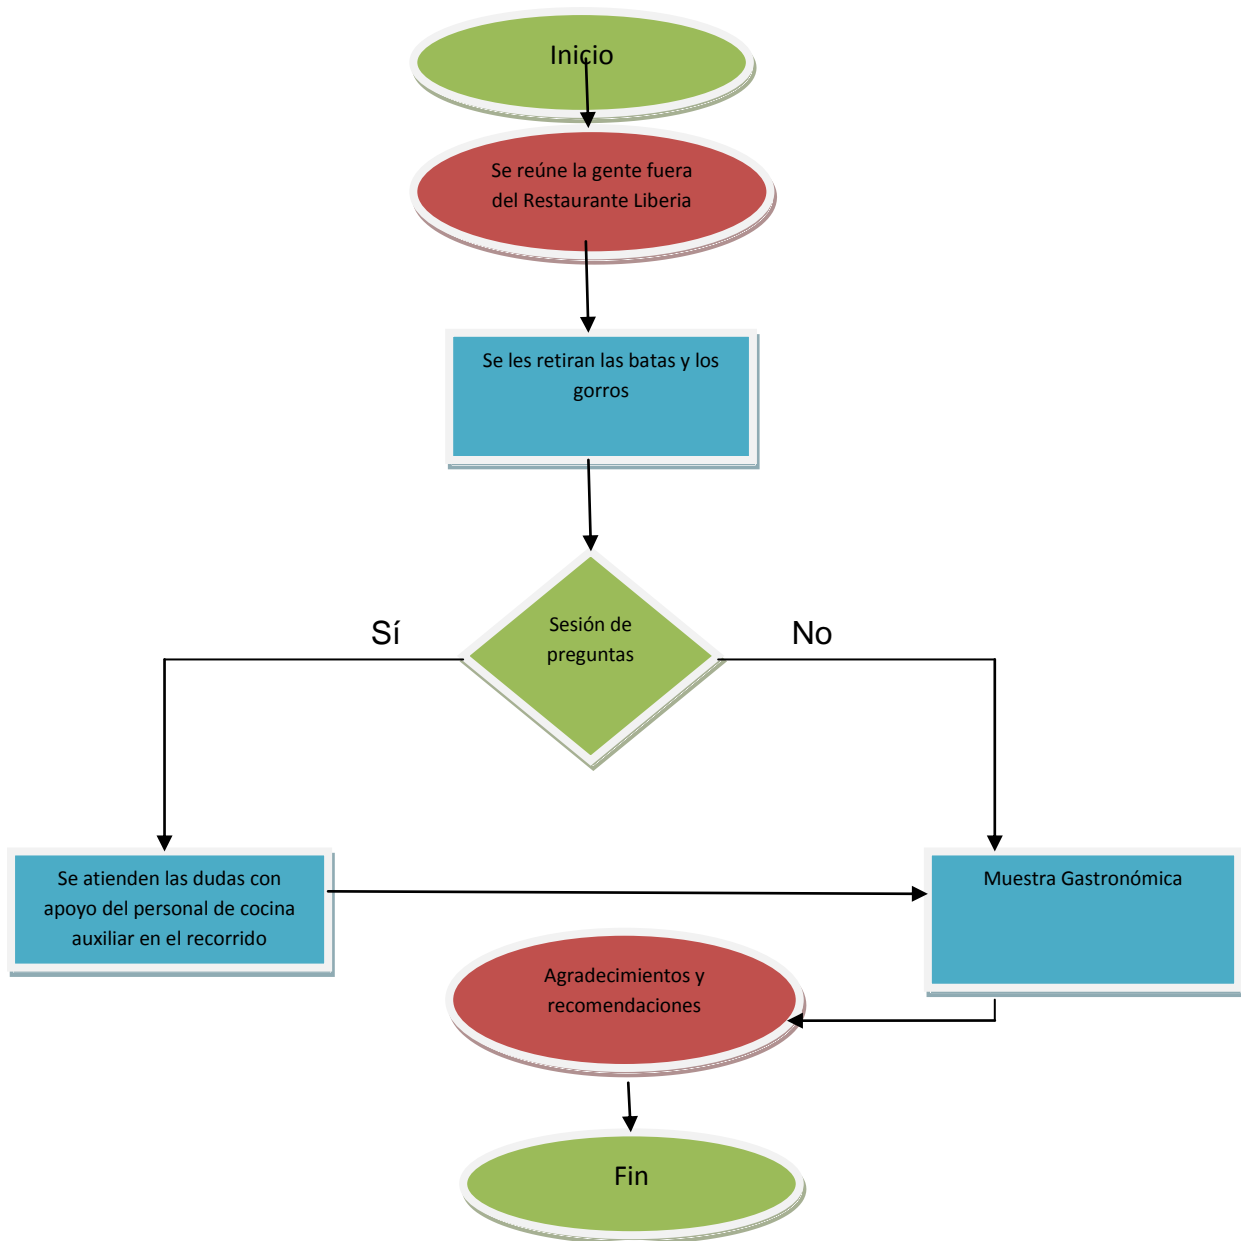 Inicio
Se reúne la gente fuera
del Restaurante Liberia
Se les retiran las batas y los
gorros
Sesión de
preguntas
Sí
No
Se atienden las dudas con
apoyo del personal de cocina
auxiliar en el recorrido
Muestra Gastronómica
Agradecimientos y
recomendaciones
Fin